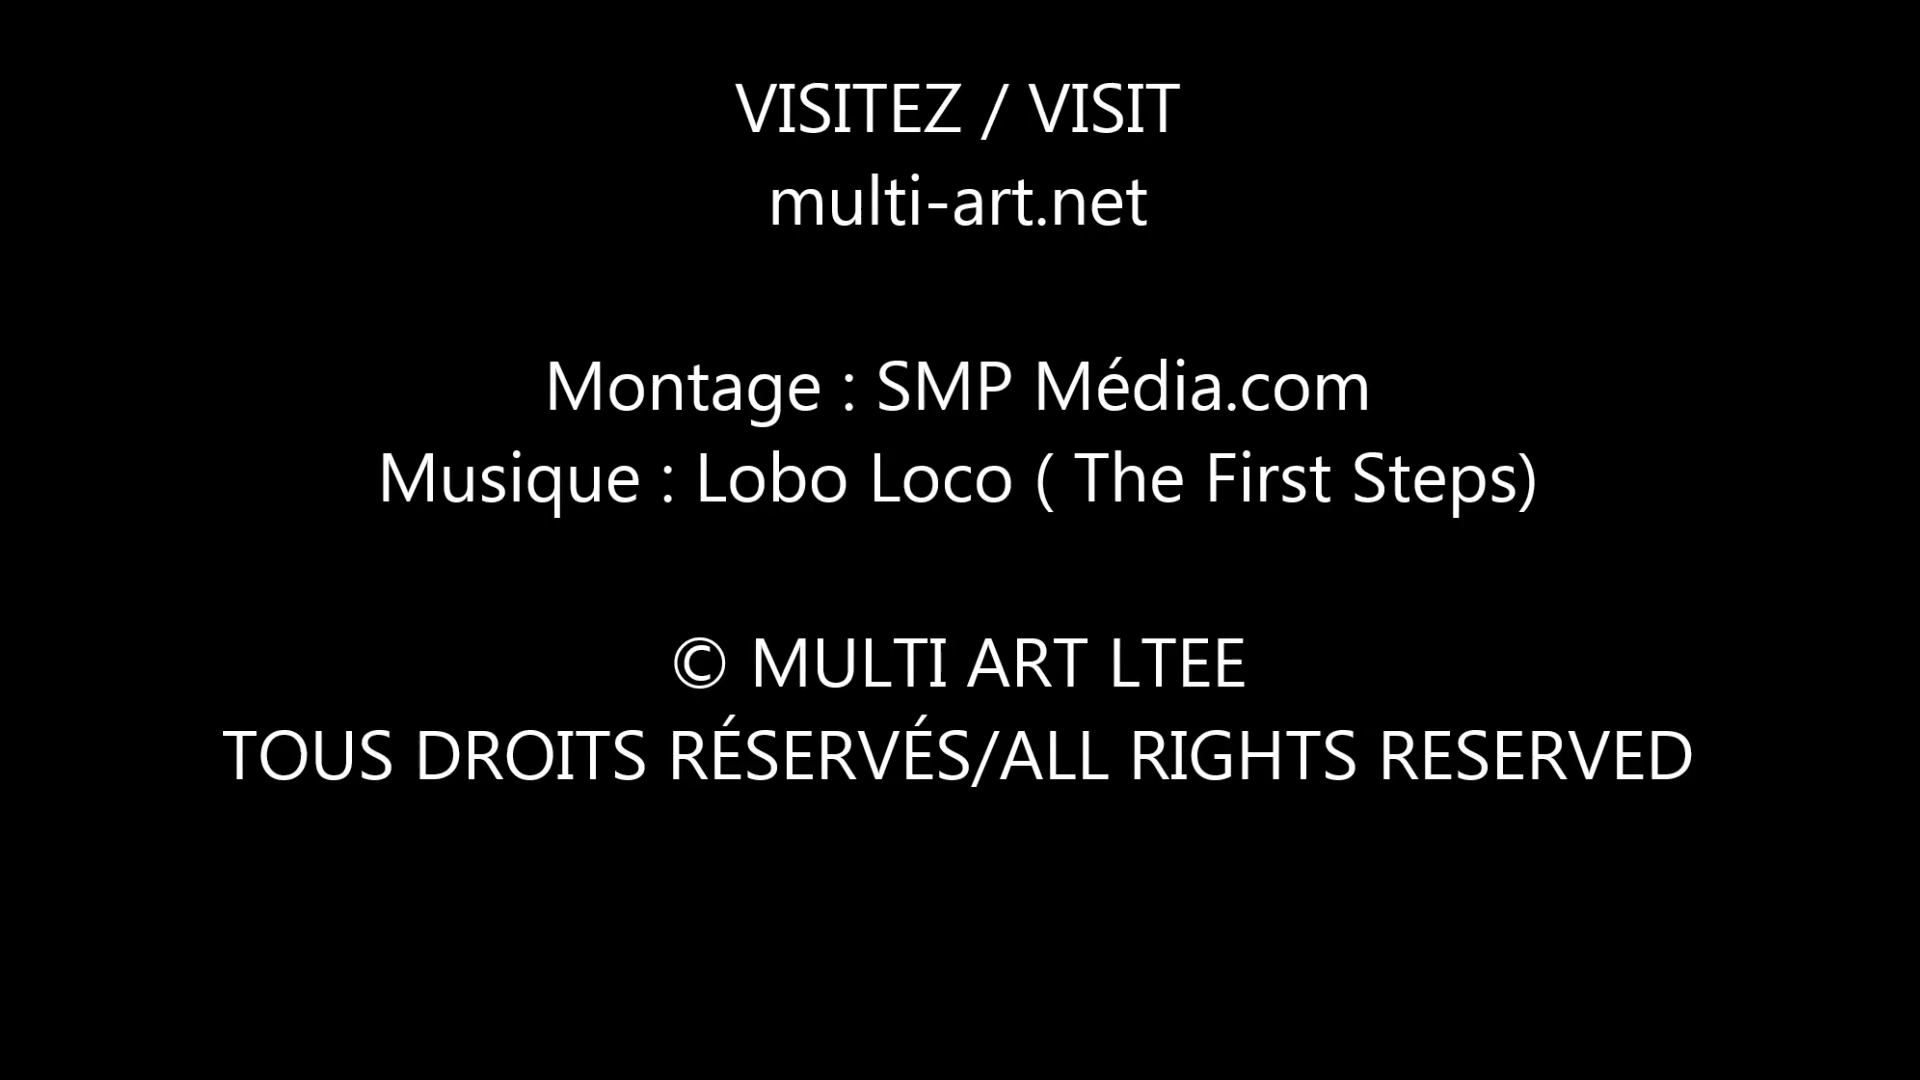 VISITEZ / VISIT
multi-art.net
Montage : SMP Média.com
Musique : Lobo Loco ( The First Steps)
© MULTI ART LTEE
TOUS DROITS RÉSERVÉS/ALL RIGHTS RESERVED